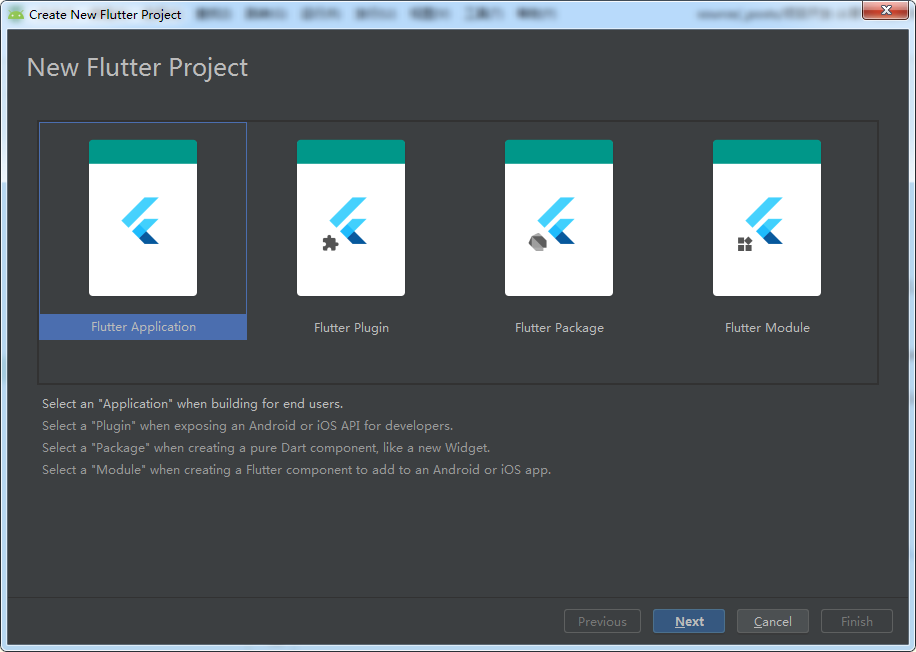 Create New Flutter Project
New Flutter Project
Flutter Application
Flutter Plugin
Flutter Package
Flutter Module
Select an "Application" when building for end users.
Select a "Plugin" when exposing an Android or iOS API for developers.
Select a "Package" when creating a pure Dart component, like a new Widget.
Select a "Module" when creating a Flutter component to add to an Android or iOS app.
Previous
Next
Cancel
Finish